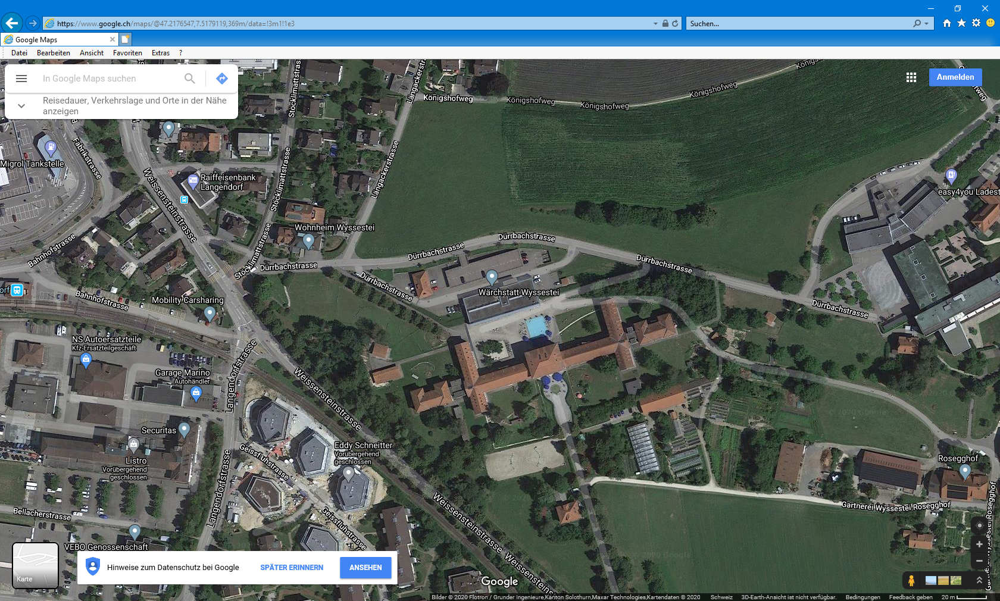 https://www.google.ch/maps/@47.2176547,7.5179119,369m/data=!3m1!1e3
Suchen...
Google Maps
Datei Bearbeiten Ansicht Favoriten Extras ?
In Google Maps suchen
Reisedauer, Verkehrslage und Orte in der Nähe
anzeigen
Anmelden
Königshofweg
Königshofweg
Königshofweg
Königshofweg
Stöcklimattstrasse
Längackerstrasse
Fabrikstrasse
Migrol Tankstelle
Weissensteinstrasse
Raiffeisenbank
Langendorf
Stöcklimattstrasse
Längackerstrasse
easy4you Ladest
Wohnheim Wyssestei
Bahnhofstrasse
Stöcklimattstrasse
Dürrbachstrasse
Dürrbachstrasse
Dürrbachstrasse
Dürrbachstrasse
Dürrbachstrasse
Dürrbachstrasse
Wärchstatt Wyssestei
orf
Bahnhofstrasse
Mobility Carsharing
NS Autoersatzteile
Kfz-Ersatzteilgeschäft
Garage Marino
Autohändler
Langendorfstrasse
Weissensteinstrasse
Securitas
Listro
Vorübergehend
geschlossen
Geissfluhstrasse
Eddy Schneitter
Vorübergehend
geschlossen
Langendorfstrasse
Bellacherstrasse
VEBO Genossenschaft
Geissfluhstrasse
Weissensteinstrasse
Rosegghof
Gärtnerei Wyssestei Rosegghof
Karte
Hinweise zum Datenschutz bei Google
SPÄTER ERINNERN
ANSEHEN
Google
Bilder © 2020 Flotron / Grunder Ingenieure,Kanton Solothurn,Maxar Technologies,Kartendaten © 2020 Schweiz 3D-Earth-Ansicht ist nicht verfügbar. Bedingungen Feedback geben 20 m